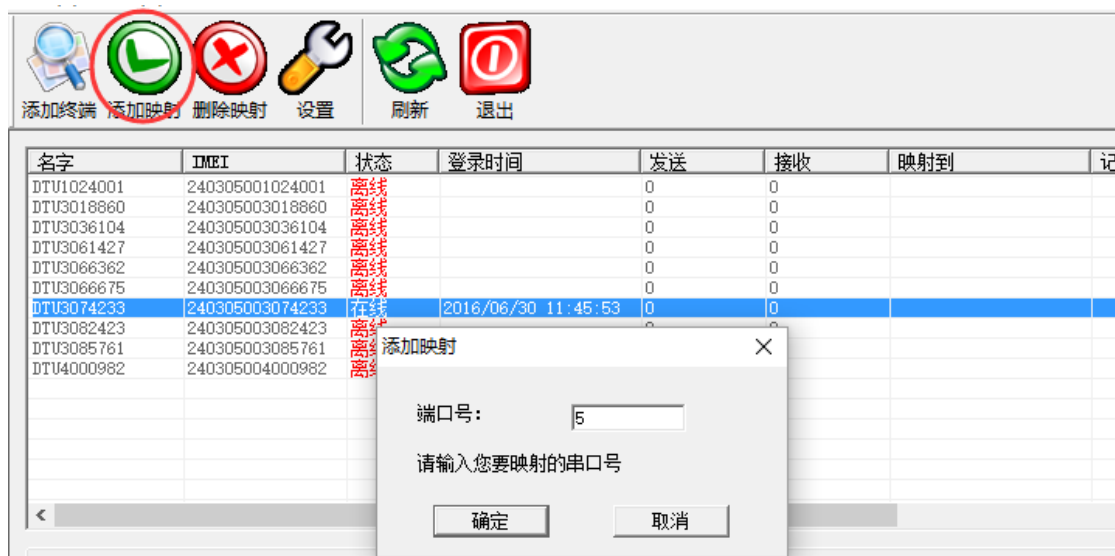 添加终端 添加映射 删除映射 设置 刷新 退出
名字 IMEI 状态 登录时间 发送 接收 映射到
DTU1024001 240305001024001 离线 0 0
DTU3018860 240305003018860 离线 0 0
DTU3036104 240305003036104 离线 0 0
DTU3061427 240305003061427 离线 0 0
DTU3066362 240305003066362 离线 0 0
DTU3066675 240305003066675 离线 0 0
DTU3074233 240305003074233 在线 2016/06/30 11:45:53 0 0
DTU3082423 240305003082423 离线
DTU3085761 240305003085761
DTU4000982 240305004000982
添加映射
端口号: 5
请输入您要映射的串口号
确定 取消